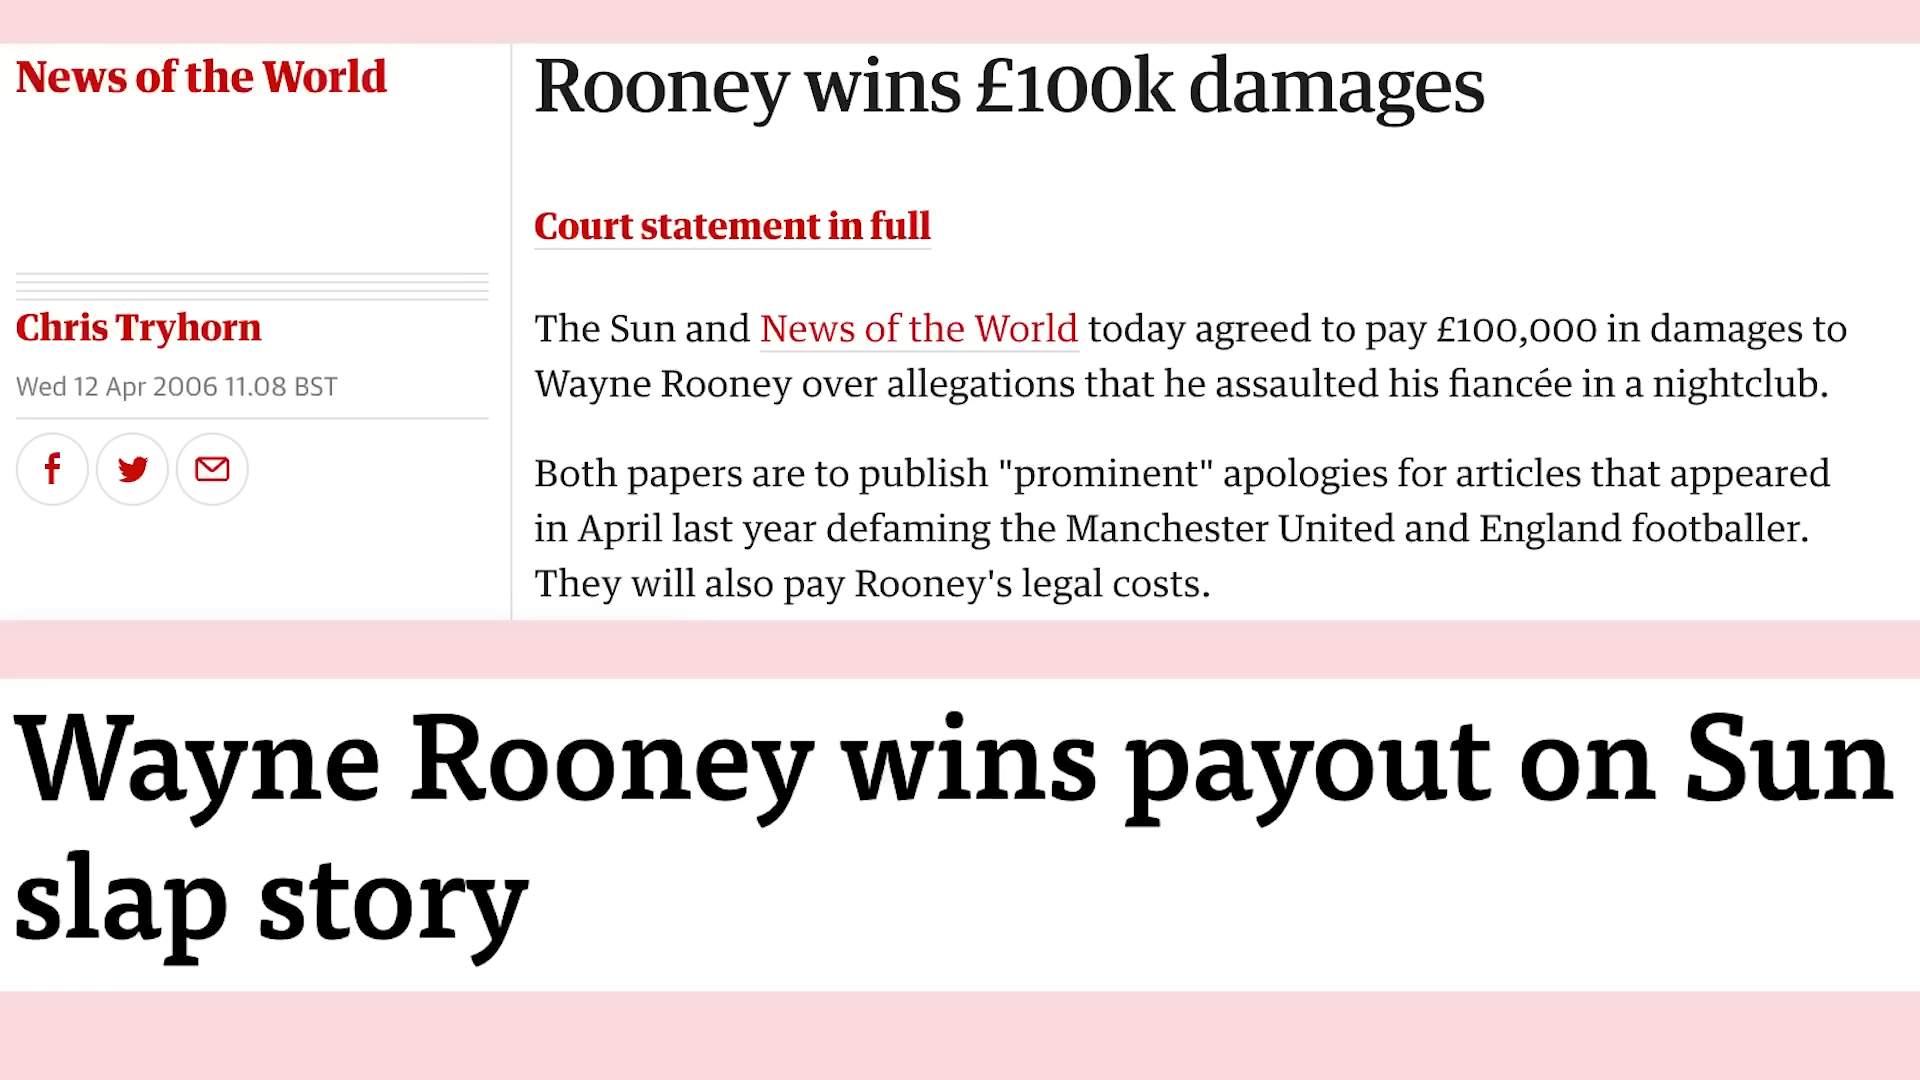 News of the World
Rooney wins £100k damages
Court statement in full
Chris Tryhorn
Wed 12 Apr 2006 11.08 BST
The Sun and News of the World today agreed to pay £100,000 in damages to
Wayne Rooney over allegations that he assaulted his fiancée in a nightclub.
Both papers are to publish "prominent" apologies for articles that appeared
in April last year defaming the Manchester United and England footballer.
They will also pay Rooney's legal costs.
Wayne Rooney wins payout on Sun
slap story